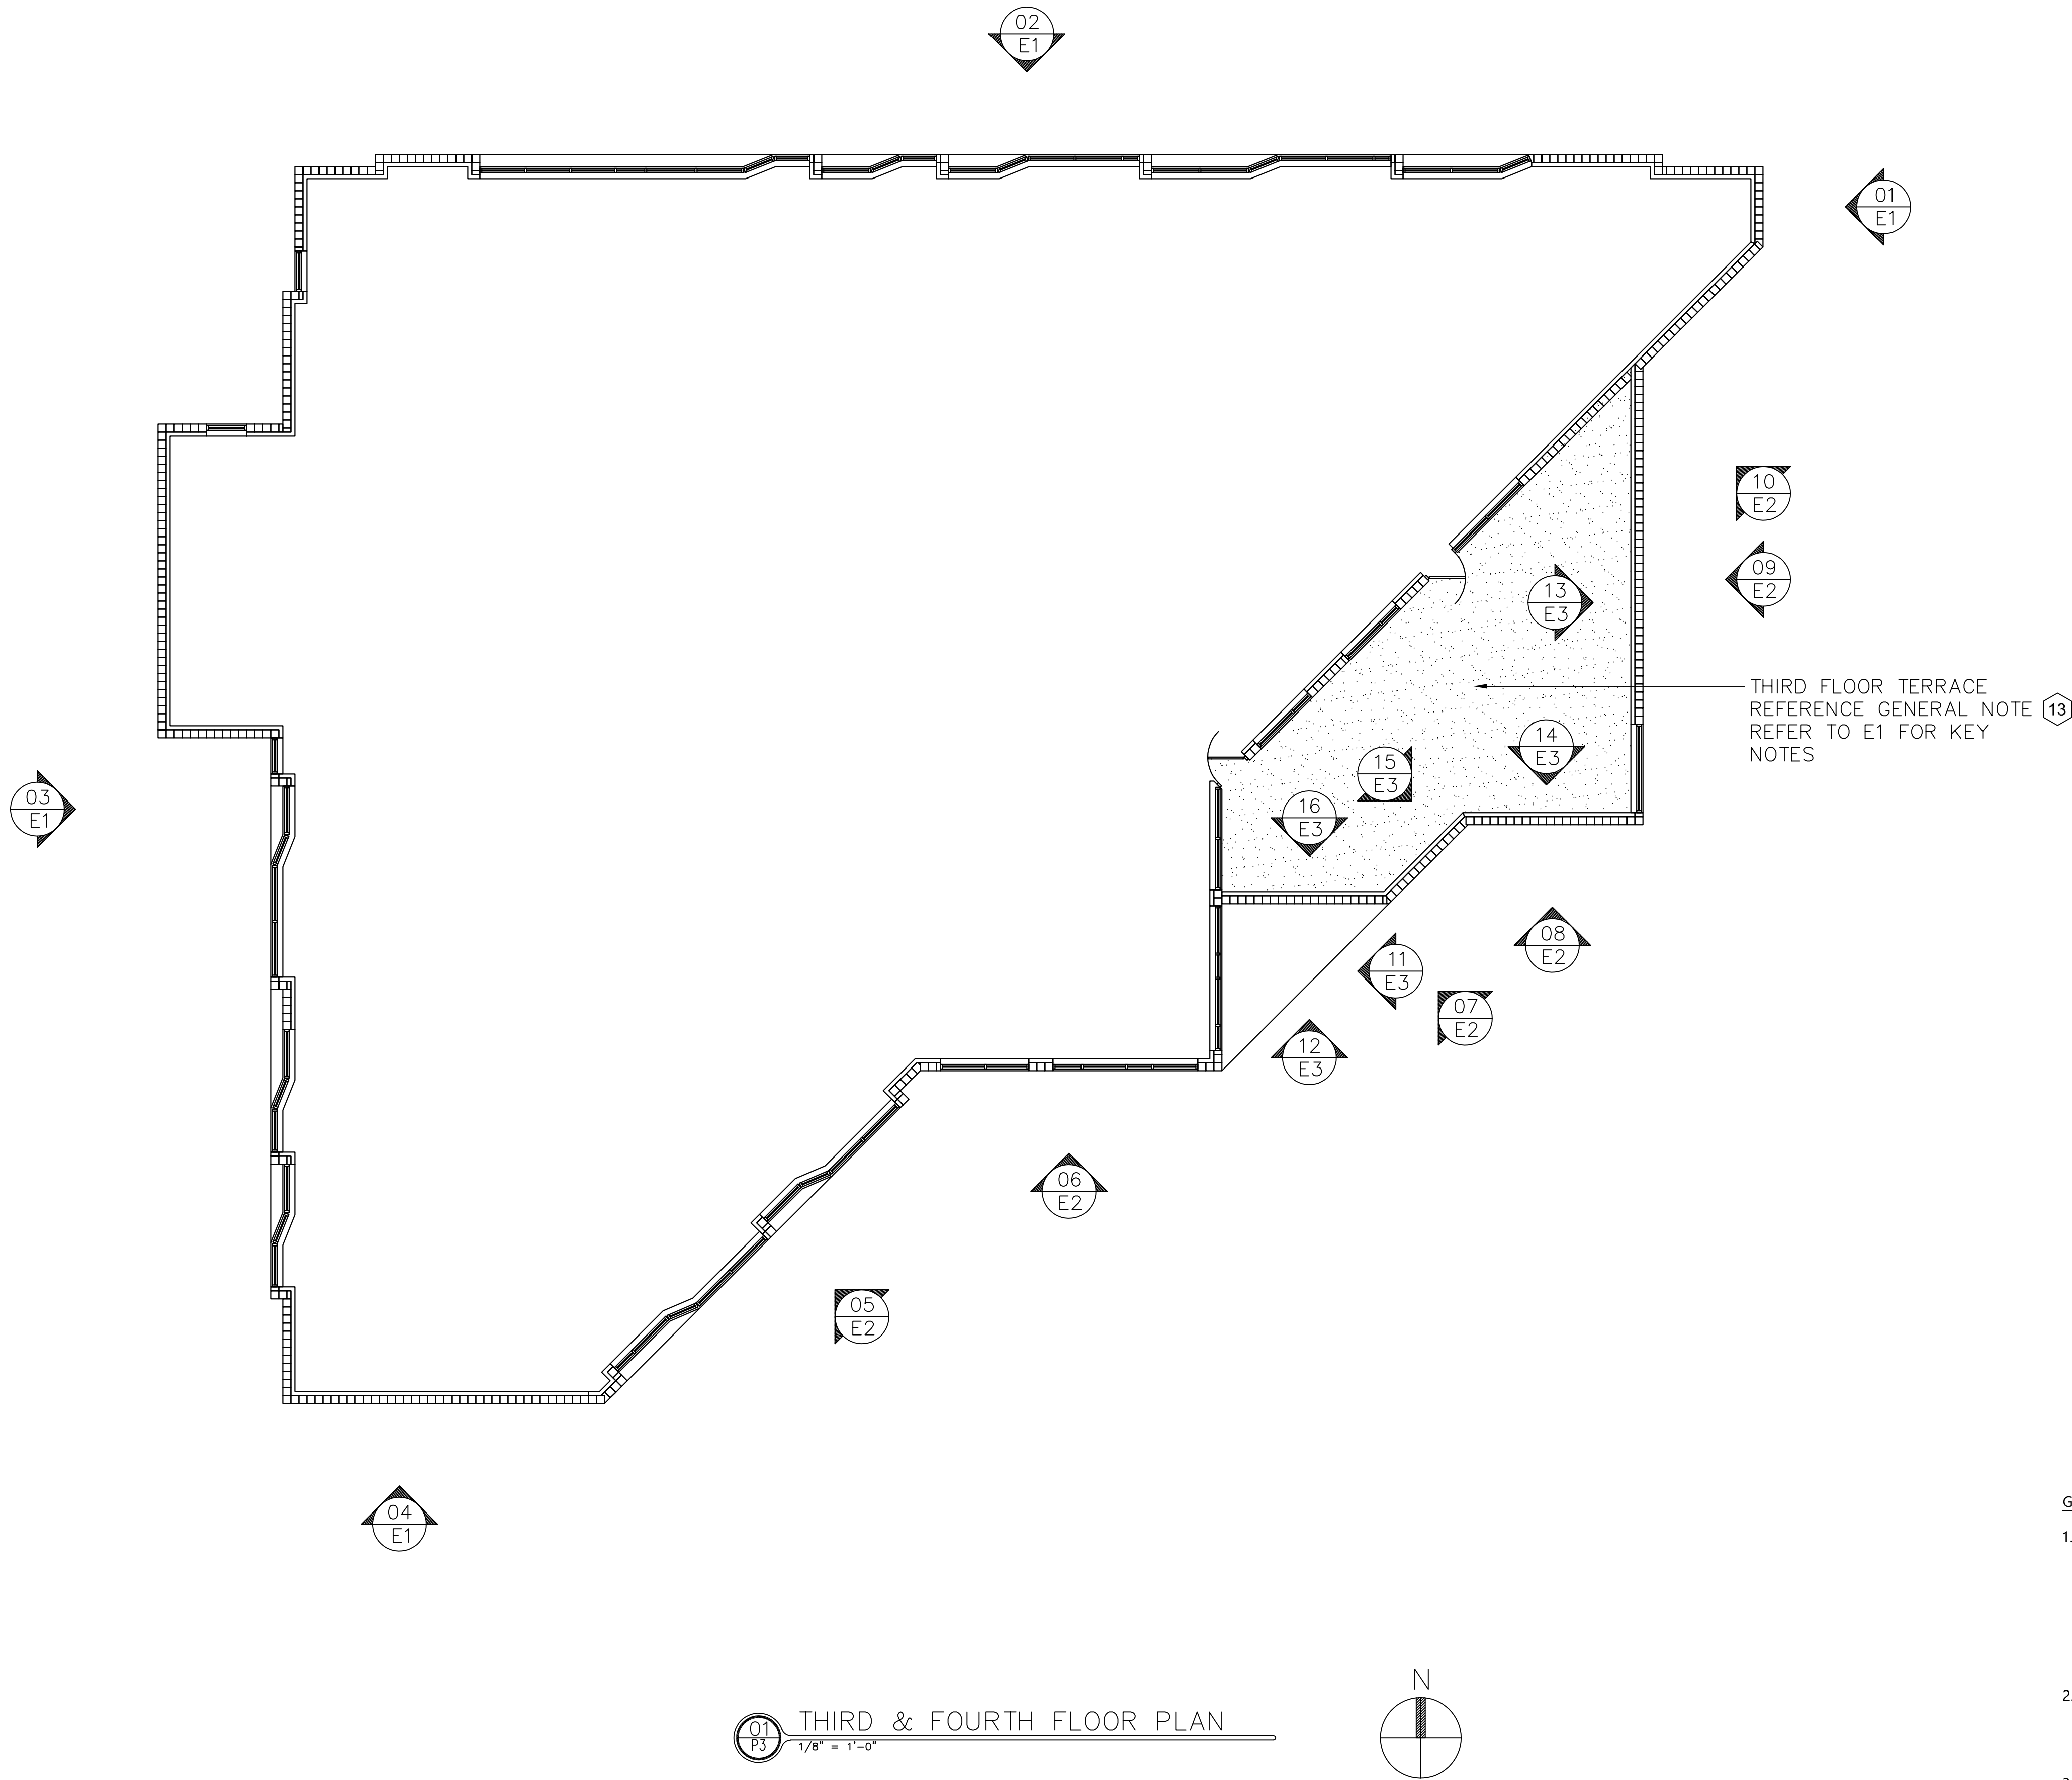 02
E1
01
E1
10
E2
09
E2
13
E3
THIRD FLOOR TERRACE
REFERENCE GENERAL NOTE 13
REFER TO E1 FOR KEY
NOTES
14
E3
15
E3
16
E3
03
E1
08
E2
11
E3
07
E2
12
E3
06
E2
05
E2
04
E1
G
1.
2
N
01
P3
THIRD & FOURTH FLOOR PLAN
1/8" = 1'-0"